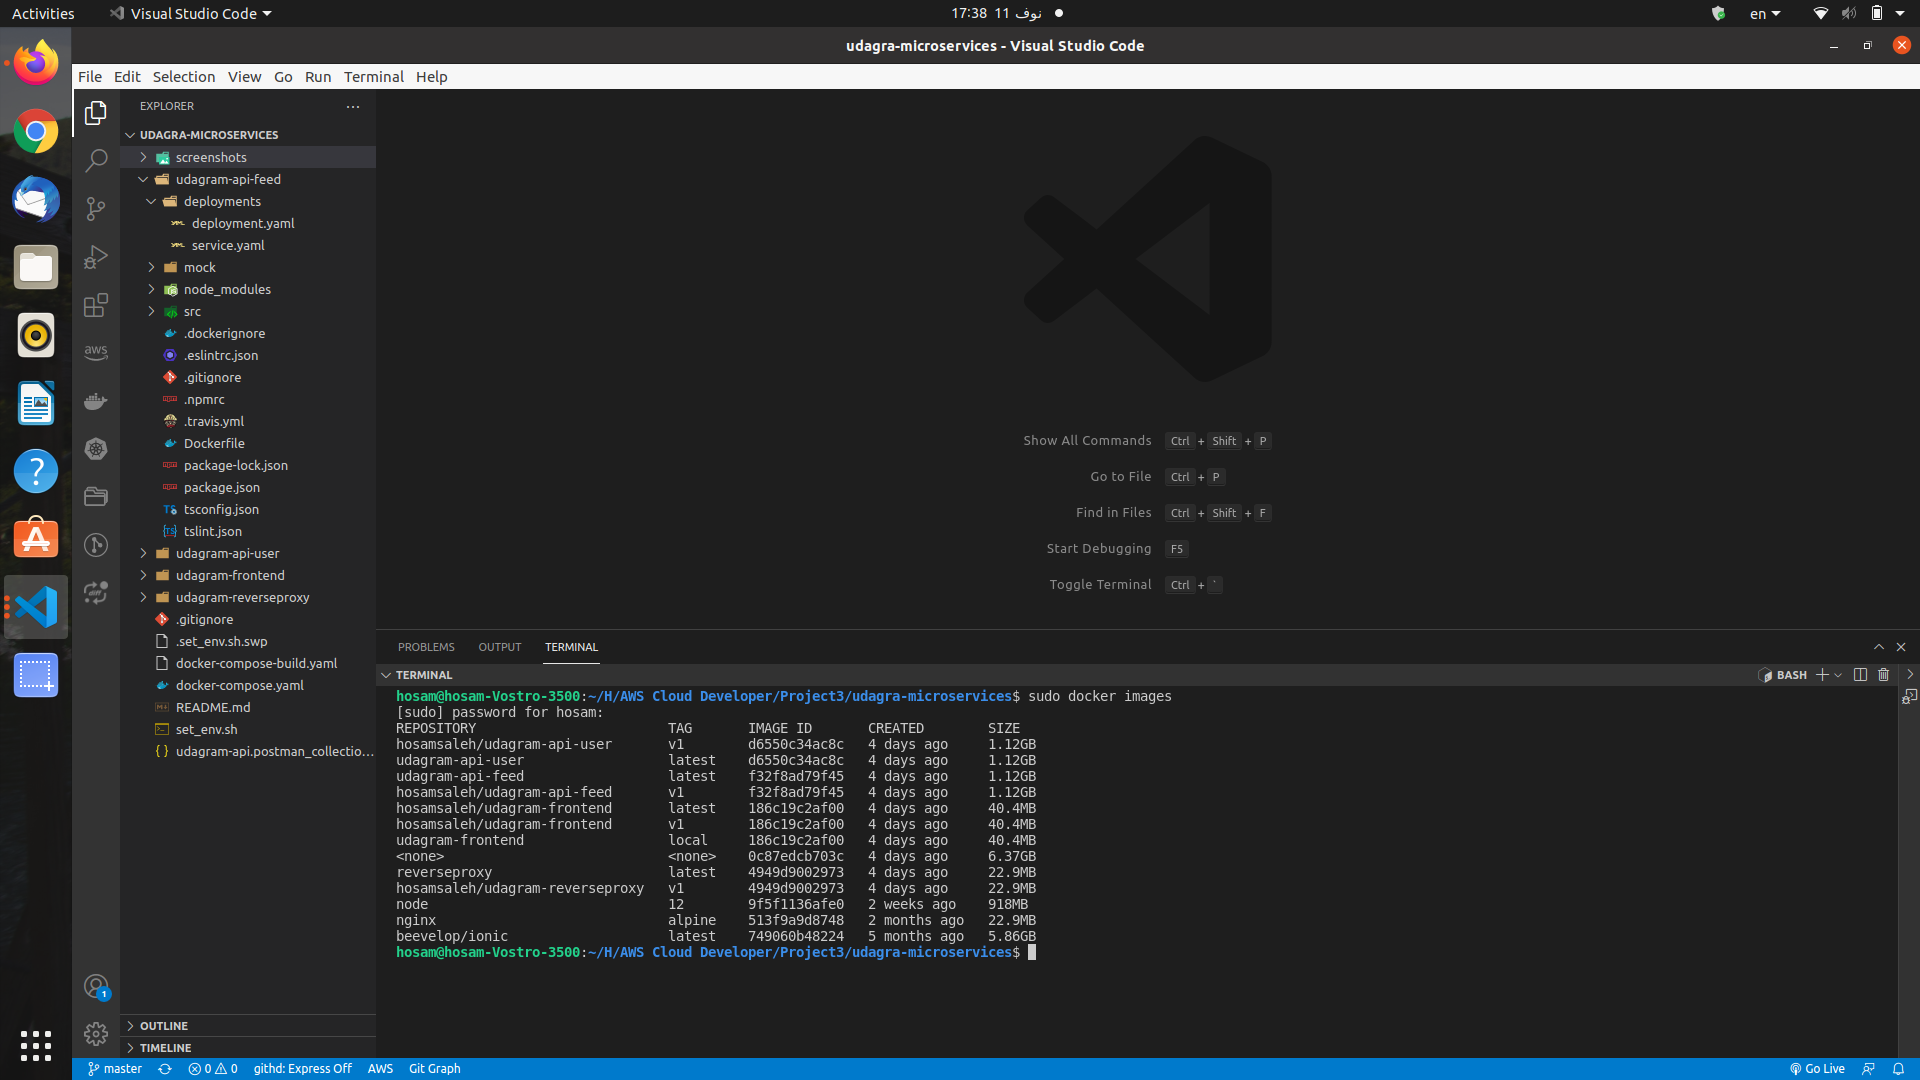 Activities
Visual Studio Code
17:38 11 نوف
en
udagra-microservices - Visual Studio Code
File Edit Selection View Go Run Terminal Help
EXPLORER
UDAGRA-MICROSERVICES
screenshots
udagram-api-feed
deployments
deployment.yaml
service.yaml
mock
node_modules
src
.dockerignore
.eslintrc.json
.gitignore
.npmrc
.travis.yml
Dockerfile
package-lock.json
package.json
tsconfig.json
tslint.json
udagram-api-user
udagram-frontend
udagram-reverseproxy
.gitignore
.set_env.sh.swp
docker-compose-build.yaml
docker-compose.yaml
README.md
set_env.sh
udagram-api.postman_collectio...
OUTLINE
TIMELINE
aws
1
Show All Commands Ctrl + Shift + P
Go to File Ctrl + P
Find in Files Ctrl + Shift + F
Start Debugging F5
Toggle Terminal Ctrl + `
PROBLEMS OUTPUT TERMINAL
TERMINAL
BASH
hosam@hosam-Vostro-3500:~/H/AWS Cloud Developer/Project3/udagra-microservices$ sudo docker images
[sudo] password for hosam:
REPOSITORY TAG IMAGE ID CREATED SIZE
hosamsaleh/udagram-api-user v1 d6550c34ac8c 4 days ago 1.12GB
udagram-api-user latest d6550c34ac8c 4 days ago 1.12GB
udagram-api-feed latest f32f8ad79f45 4 days ago 1.12GB
hosamsaleh/udagram-api-feed v1 f32f8ad79f45 4 days ago 1.12GB
hosamsaleh/udagram-frontend latest 186c19c2af00 4 days ago 40.4MB
hosamsaleh/udagram-frontend v1 186c19c2af00 4 days ago 40.4MB
udagram-frontend local 186c19c2af00 4 days ago 40.4MB
<none> <none> 0c87edcb703c 4 days ago 6.37GB
reverseproxy latest 4949d9002973 4 days ago 22.9MB
hosamsaleh/udagram-reverseproxy v1 4949d9002973 4 days ago 22.9MB
node 12 9f5f1136afe0 2 weeks ago 918MB
nginx alpine 513f9a9d8748 2 months ago 22.9MB
beevelop/ionic latest 749060b48224 5 months ago 5.86GB
hosam@hosam-Vostro-3500:~/H/AWS Cloud Developer/Project3/udagra-microservices$
master 0 0 githd: Express Off AWS Git Graph Go Live